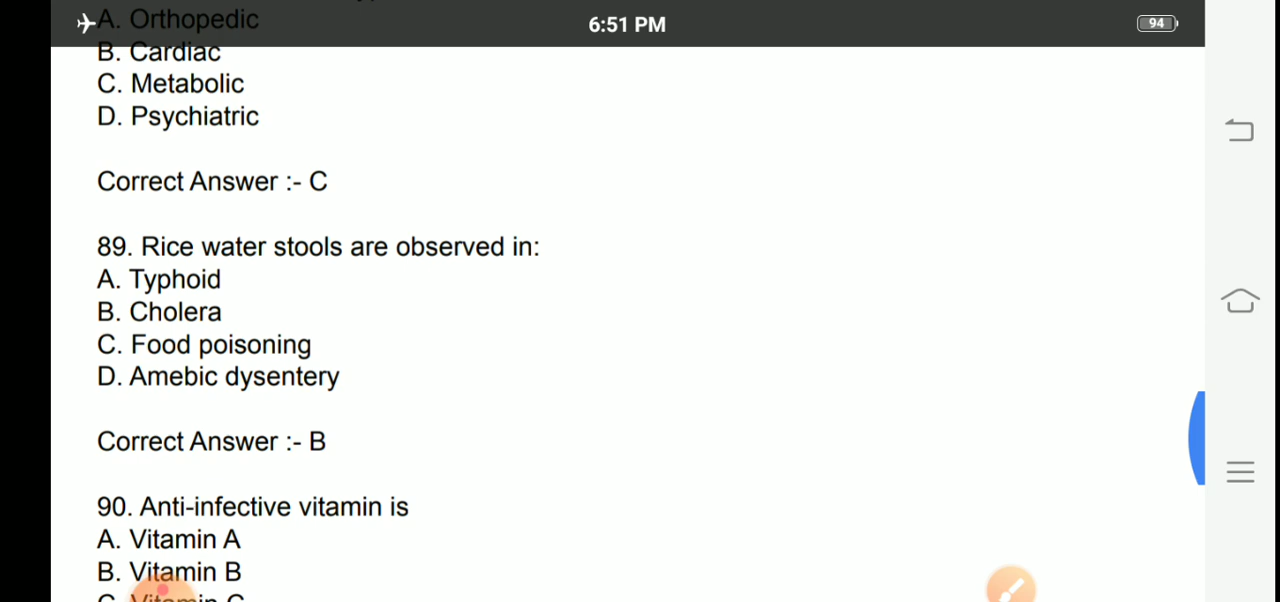 A. Orthopedic
6:51 PM
94
B. Cardiac
C. Metabolic
D. Psychiatric
Correct Answer :- C
89. Rice water stools are observed in:
A. Typhoid
B. Cholera
C. Food poisoning
D. Amebic dysentery
Correct Answer :- B
90. Anti-infective vitamin is
A. Vitamin A
B. Vitamin B
C. Vitamin C